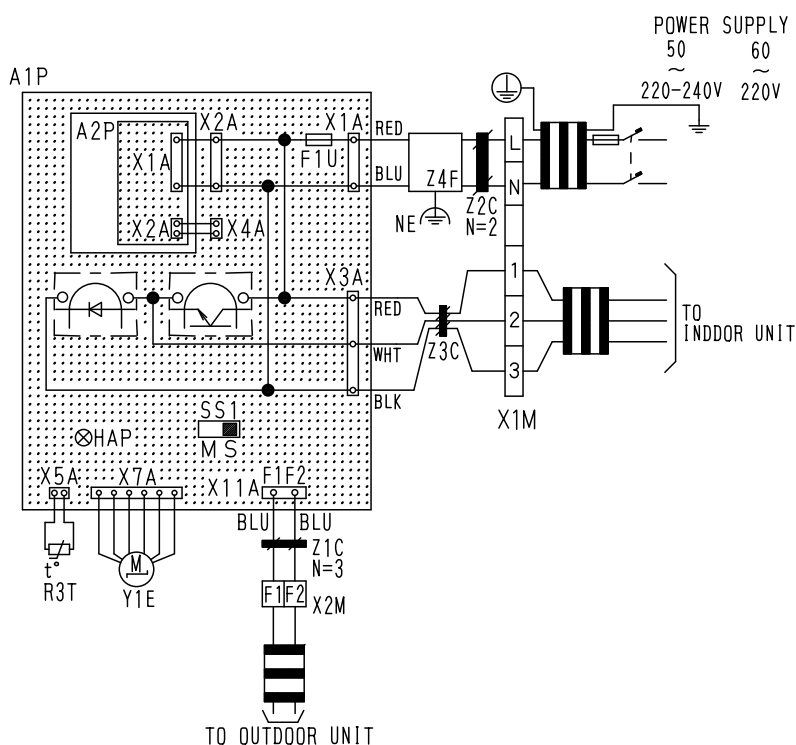 POWER SUPPLY
50 60
~ ~
220-240V 220V
A1P
A2P X2A X1A RED
X1A F1U
L
BLU Z4F N
Z2C
N=2
NE
X2A X4A
X3A
1
RED
2
WHT Z3C
3
BLK
X1M
TO
INDDOR UNIT
SS1
M S
HAP
X5A X7A X11A F1F2
BLU BLU
Z1C
N=3
t°
R3T
M
Y1E
F1 F2 X2M
TO OUTDOOR UNIT